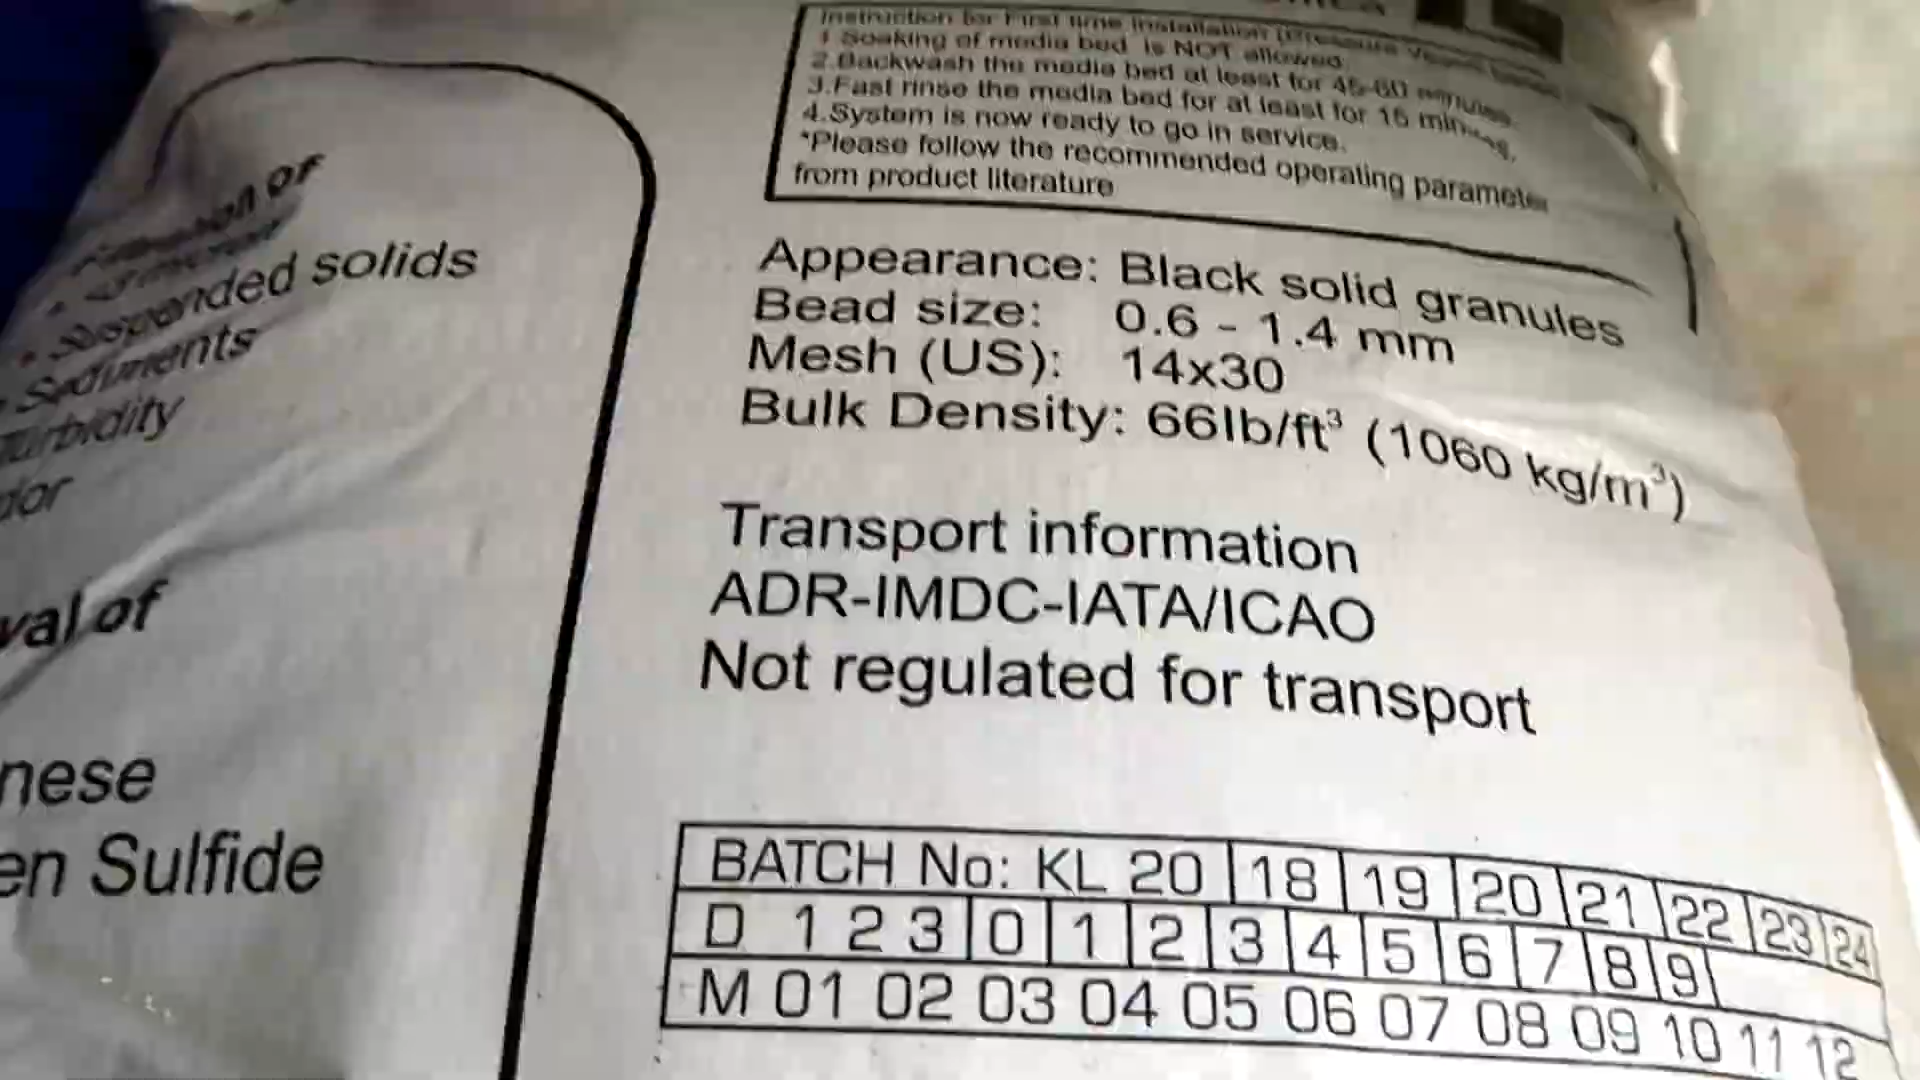 Instruction for First time Installation
1 Soaking of media bed is NOT allowed.
2.Backwash the media bed at least for 45-60 minutes.
3.Fast rinse the media bed for at least for 15
4.System is now ready to go in service.
*Please follow the recommended operating parameter
from product literature
of
• Suspended solids
• Sediments
Turbidity
dor
val of
nese
en Sulfide
Appearance: Black solid granules
Bead size: 0.6 - 1.4 mm
Mesh (US): 14x30
Bulk Density: 66lb/ft³ (1060 kg/m³)
Transport information
ADR-IMDC-IATA/ICAO
Not regulated for transport
BATCH No: KL 20 18 19 20 21 22 23 24
D 1 2 3 0 1 2 3 4 5 6 7 8 9
M 01 02 03 04 05 06 07 08 09 10 11 12